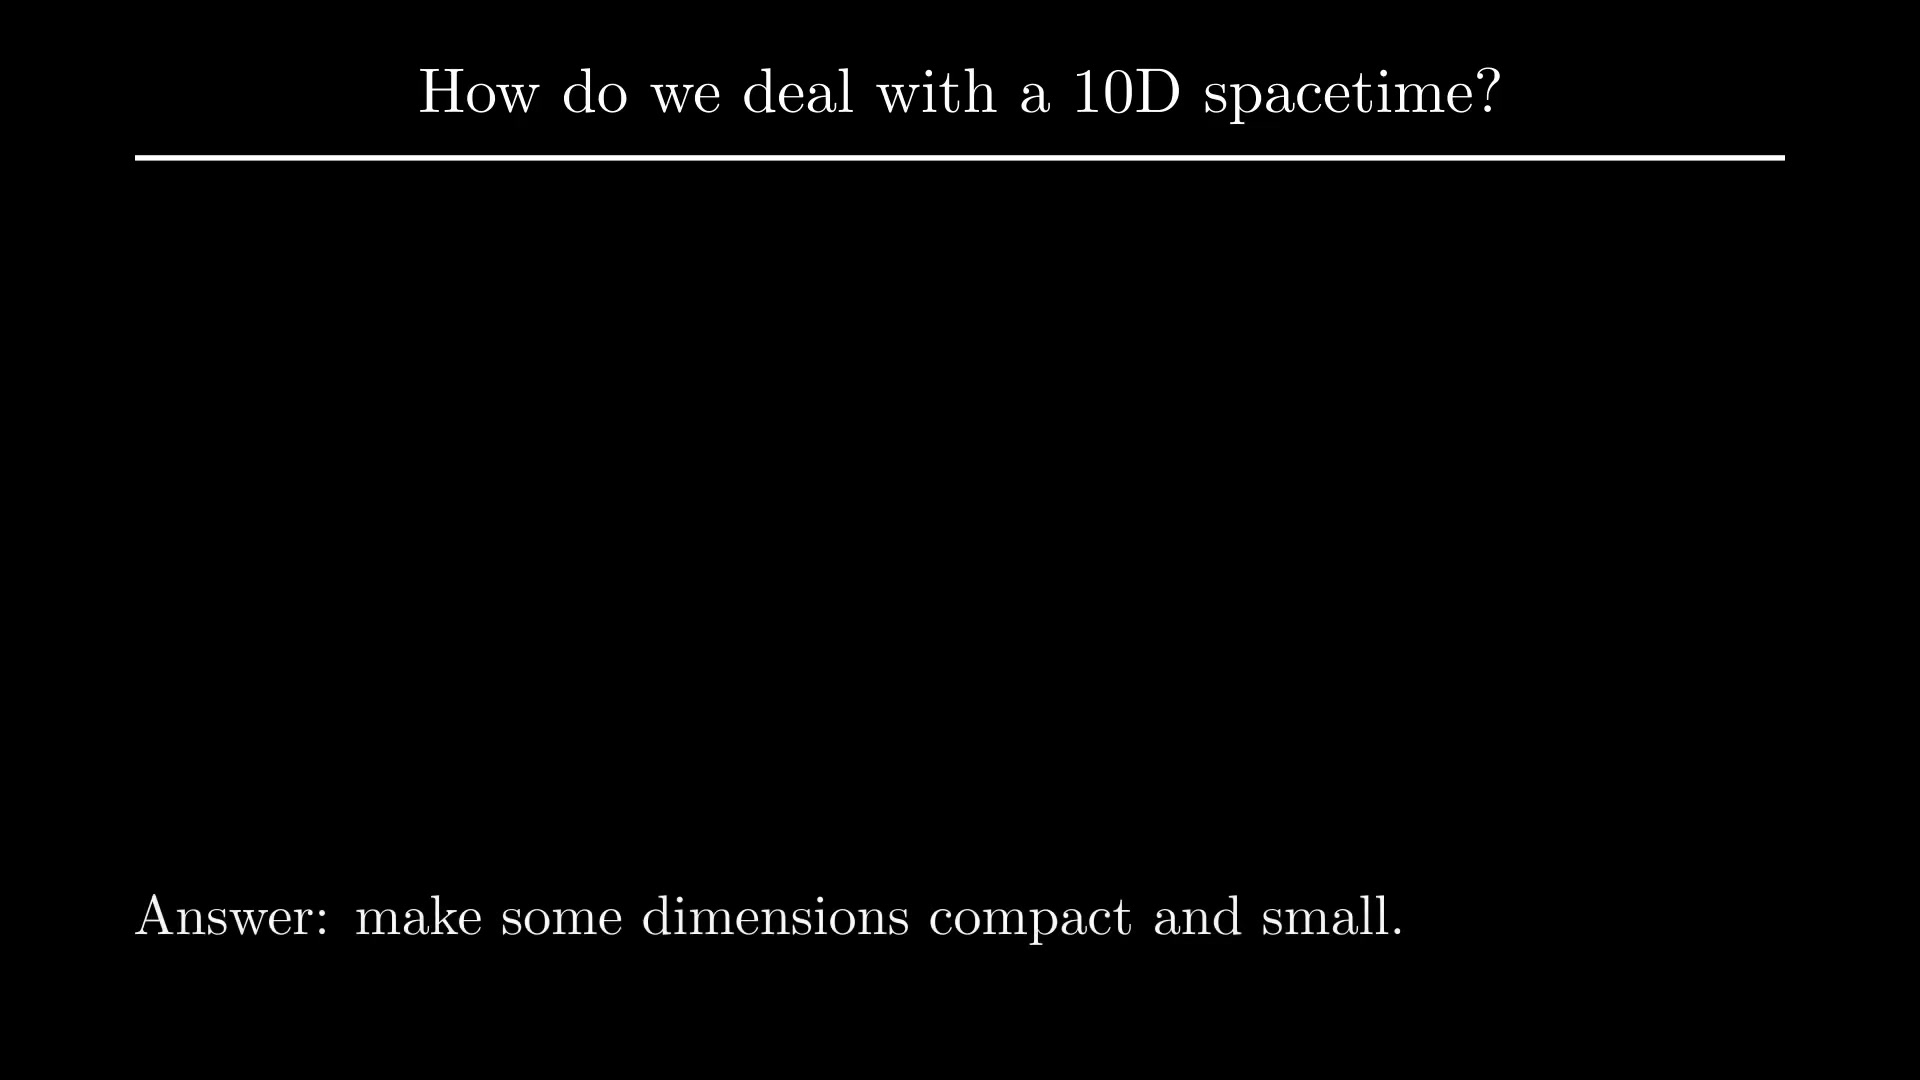 How do we deal with a 10D spacetime?
Answer: make some dimensions compact and small.